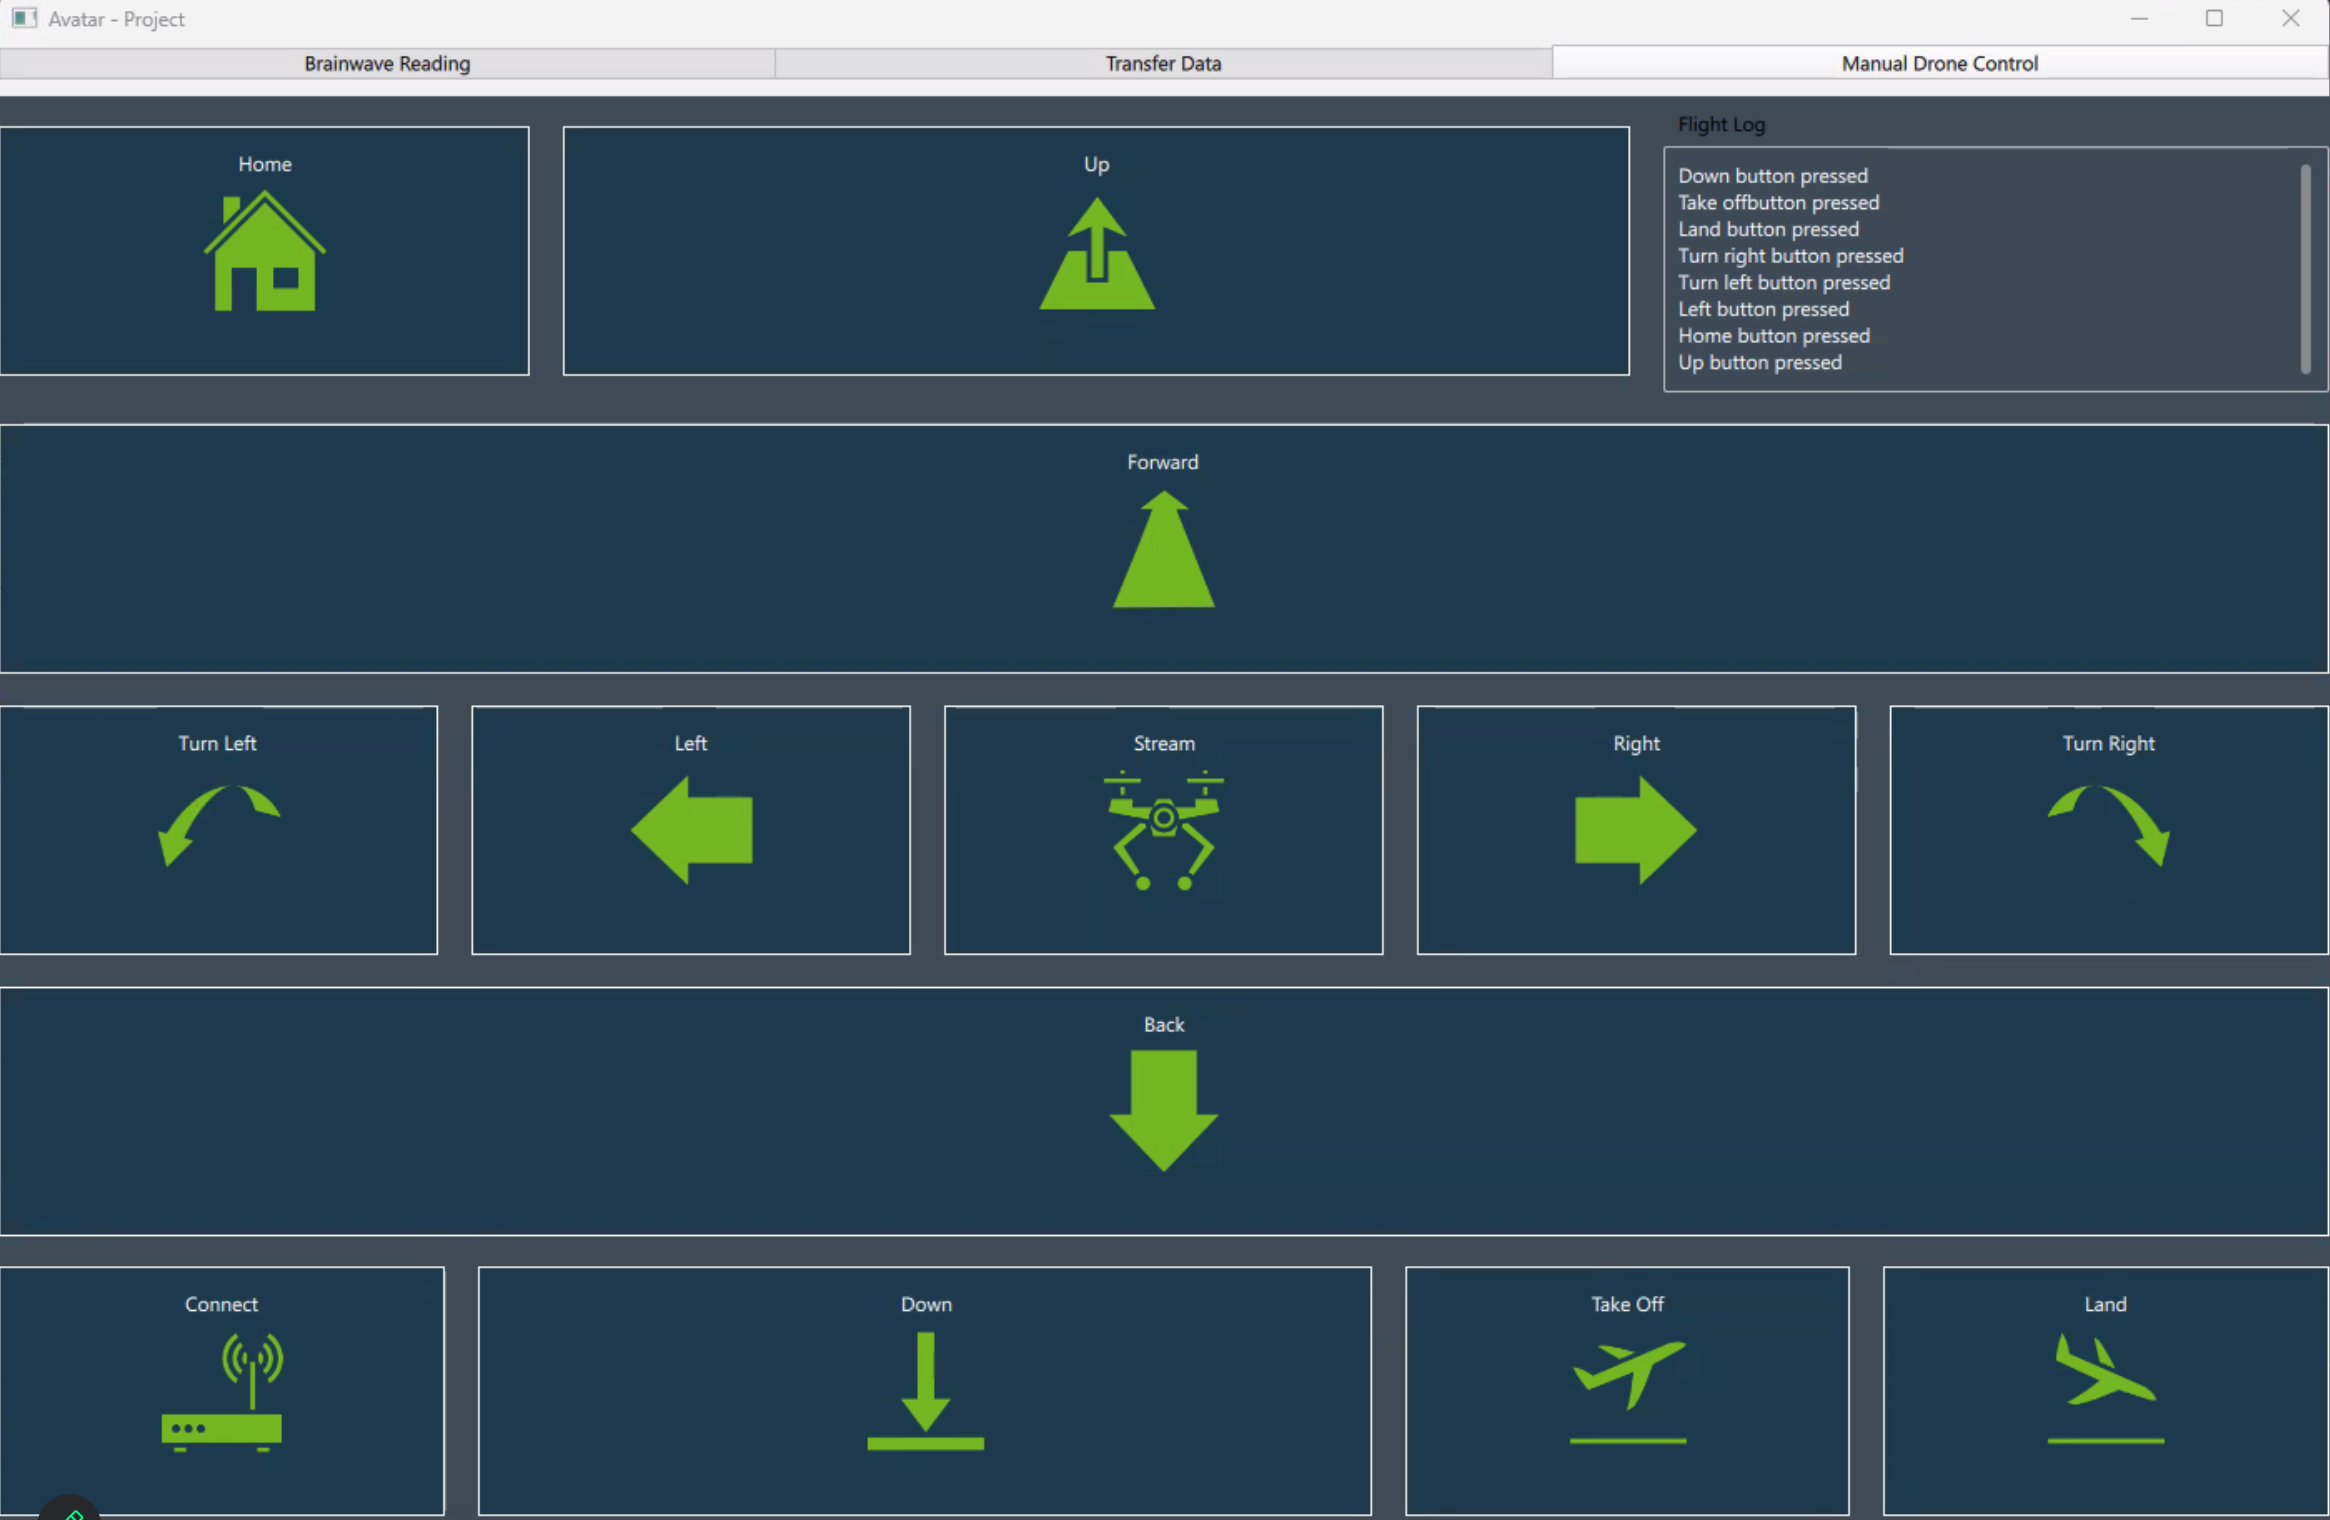 Avatar - Project
Brainwave Reading
Transfer Data
Manual Drone Control
Home
Up
Flight Log
Down button pressed
Take offbutton pressed
Land button pressed
Turn right button pressed
Turn left button pressed
Left button pressed
Home button pressed
Up button pressed
Forward
Turn Left
Left
Stream
Right
Turn Right
Back
Connect
Down
Take Off
Land